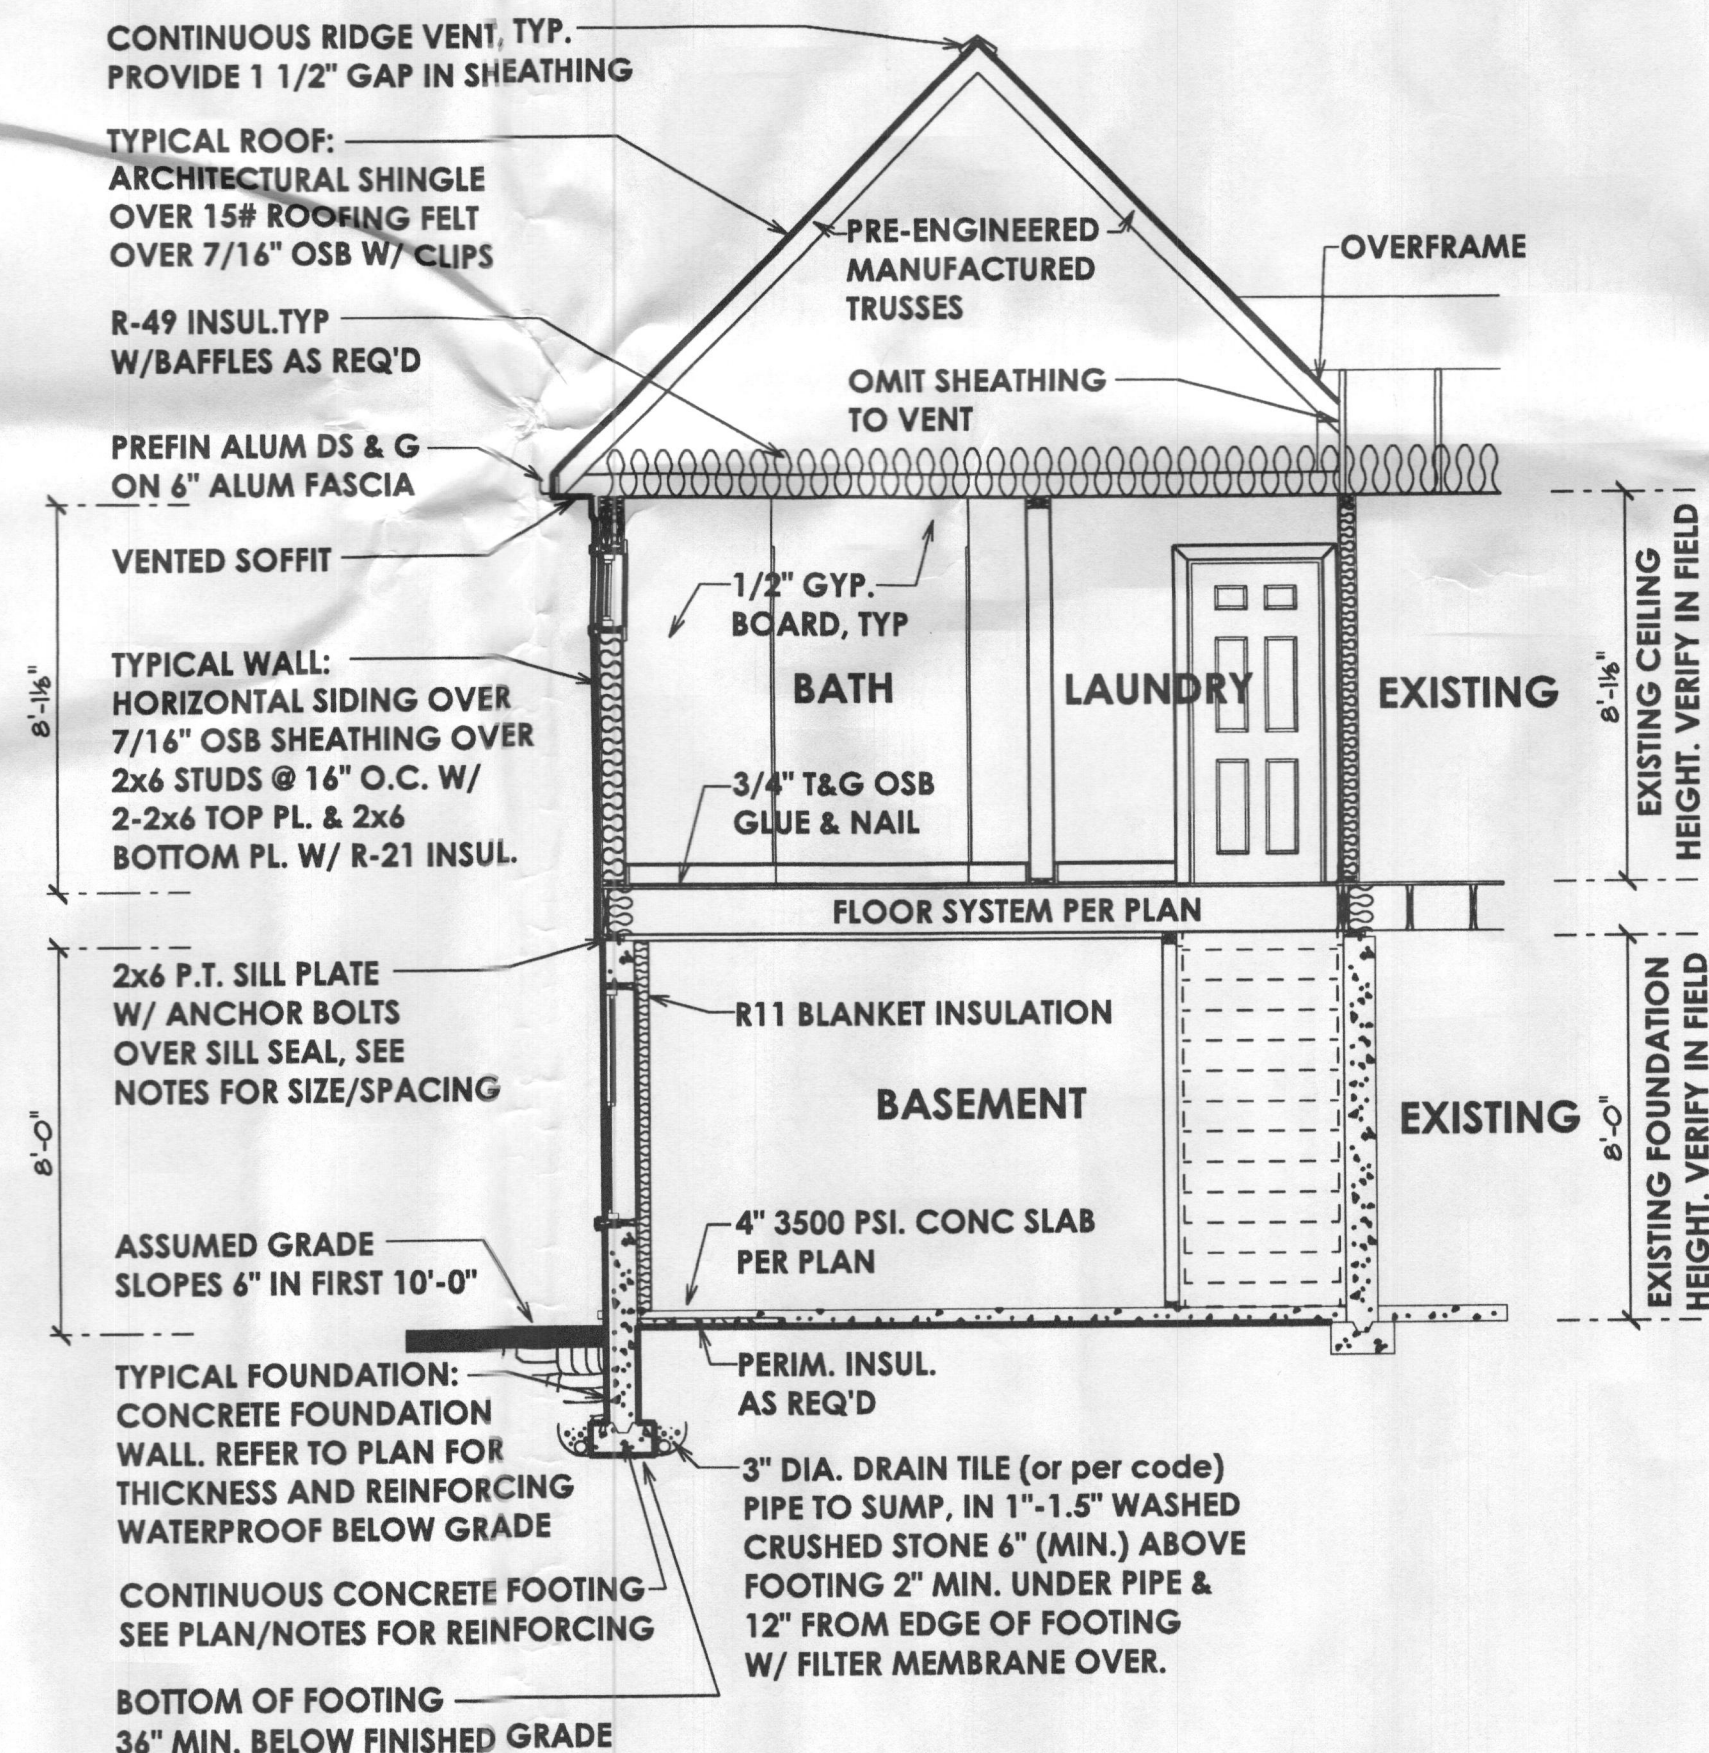 CONTINUOUS RIDGE VENT, TYP.
PROVIDE 1 1/2" GAP IN SHEATHING
TYPICAL ROOF:
ARCHITECTURAL SHINGLE
OVER 15# ROOFING FELT
OVER 7/16" OSB W/ CLIPS
R-49 INSUL.TYP
W/BAFFLES AS REQ'D
PREFIN ALUM DS & G
ON 6" ALUM FASCIA
VENTED SOFFIT
TYPICAL WALL:
HORIZONTAL SIDING OVER
7/16" OSB SHEATHING OVER
2x6 STUDS @ 16" O.C. W/
2-2x6 TOP PL. & 2x6
BOTTOM PL. W/ R-21 INSUL.
8'-1⅛"
2x6 P.T. SILL PLATE
W/ ANCHOR BOLTS
OVER SILL SEAL, SEE
NOTES FOR SIZE/SPACING
8'-0"
ASSUMED GRADE
SLOPES 6" IN FIRST 10'-0"
TYPICAL FOUNDATION:
CONCRETE FOUNDATION
WALL. REFER TO PLAN FOR
THICKNESS AND REINFORCING
WATERPROOF BELOW GRADE
CONTINUOUS CONCRETE FOOTING
SEE PLAN/NOTES FOR REINFORCING
BOTTOM OF FOOTING
36" MIN. BELOW FINISHED GRADE
PRE-ENGINEERED
MANUFACTURED
TRUSSES
OVERFRAME
OMIT SHEATHING
TO VENT
1/2" GYP.
BOARD, TYP
BATH
LAUNDRY
EXISTING
3/4" T&G OSB
GLUE & NAIL
FLOOR SYSTEM PER PLAN
R11 BLANKET INSULATION
BASEMENT
EXISTING
4" 3500 PSI. CONC SLAB
PER PLAN
PERIM. INSUL.
AS REQ'D
3" DIA. DRAIN TILE (or per code)
PIPE TO SUMP, IN 1"-1.5" WASHED
CRUSHED STONE 6" (MIN.) ABOVE
FOOTING 2" MIN. UNDER PIPE &
12" FROM EDGE OF FOOTING
W/ FILTER MEMBRANE OVER.
8'-1⅛"
EXISTING CEILING
HEIGHT. VERIFY IN FIELD
8'-0"
EXISTING FOUNDATION
HEIGHT. VERIFY IN FIELD